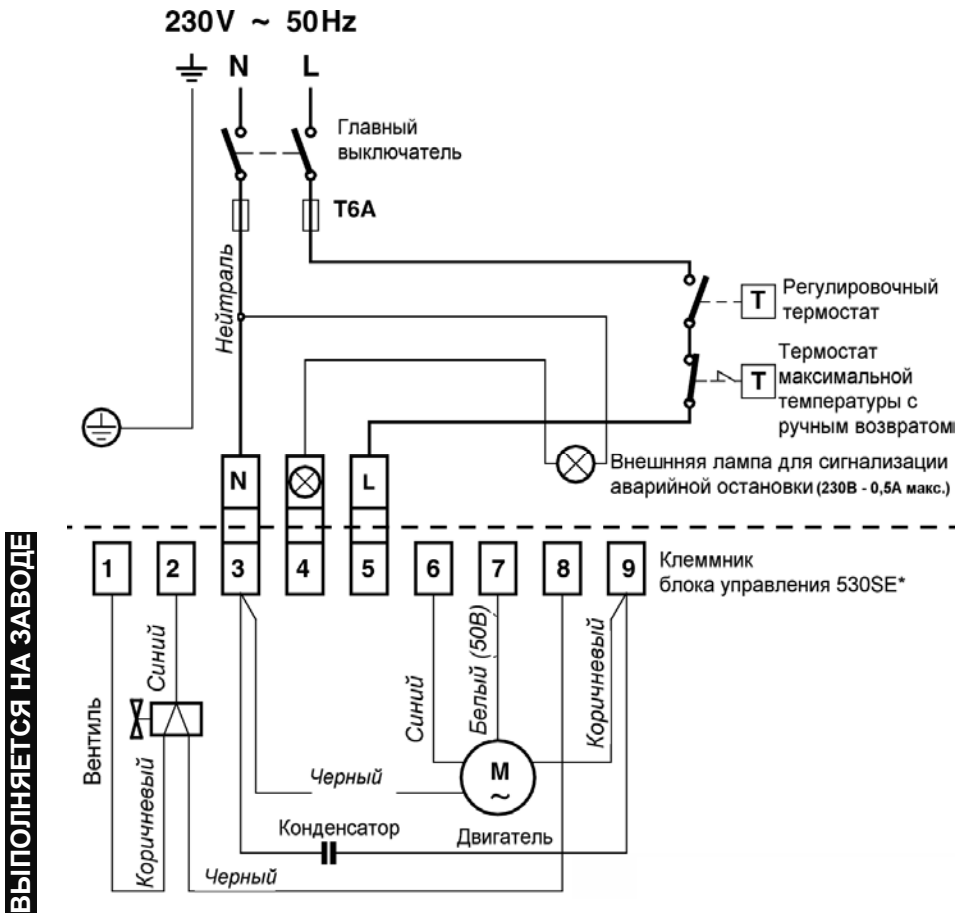 230V ~ 50Hz
N
L
Главный
выключатель
T6A
Нейтраль
T
Регулировочный
термостат
Термостат
T
максимальной
температуры с
ручным возвратом
Внешняя лампа для сигнализации
аварийной остановки (230В - 0,5А макс.)
N
L
1
2
3
4
5
6
7
8
9
Клеммник
блока управления 530SE*
ВЫПОЛНЯЕТСЯ НА ЗАВОДЕ
Вентиль
Синий
Коричневый
Черный
Синий
Белый (50В)
Коричневый
M
~
Черный
Конденсатор
Двигатель